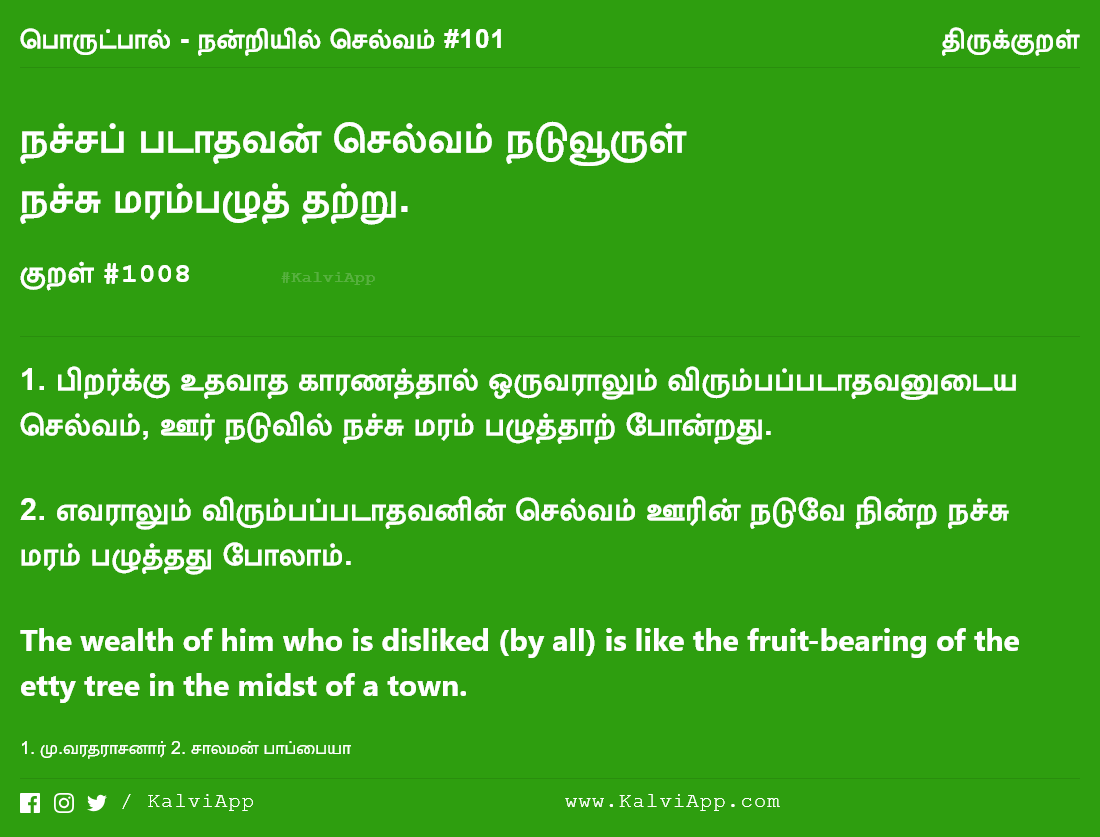 பொருட்பால் - நன்றியில் செல்வம் #101
திருக்குறள்
நச்சப் படாதவன் செல்வம் நடுவூருள்
நச்சு மரம்பழுத் தற்று.
குறள் #1008
#KalviApp
1. பிறர்க்கு உதவாத காரணத்தால் ஒருவராலும் விரும்பப்படாதவனுடைய
செல்வம், ஊர் நடுவில் நச்சு மரம் பழுத்தாற் போன்றது.
2. எவராலும் விரும்பப்படாதவனின் செல்வம் ஊரின் நடுவே நின்ற நச்சு
மரம் பழுத்தது போலாம்.
The wealth of him who is disliked (by all) is like the fruit-bearing of the
etty tree in the midst of a town.
1. மு.வரதராசனார் 2. சாலமன் பாப்பையா
/ KalviApp
www.KalviApp.com